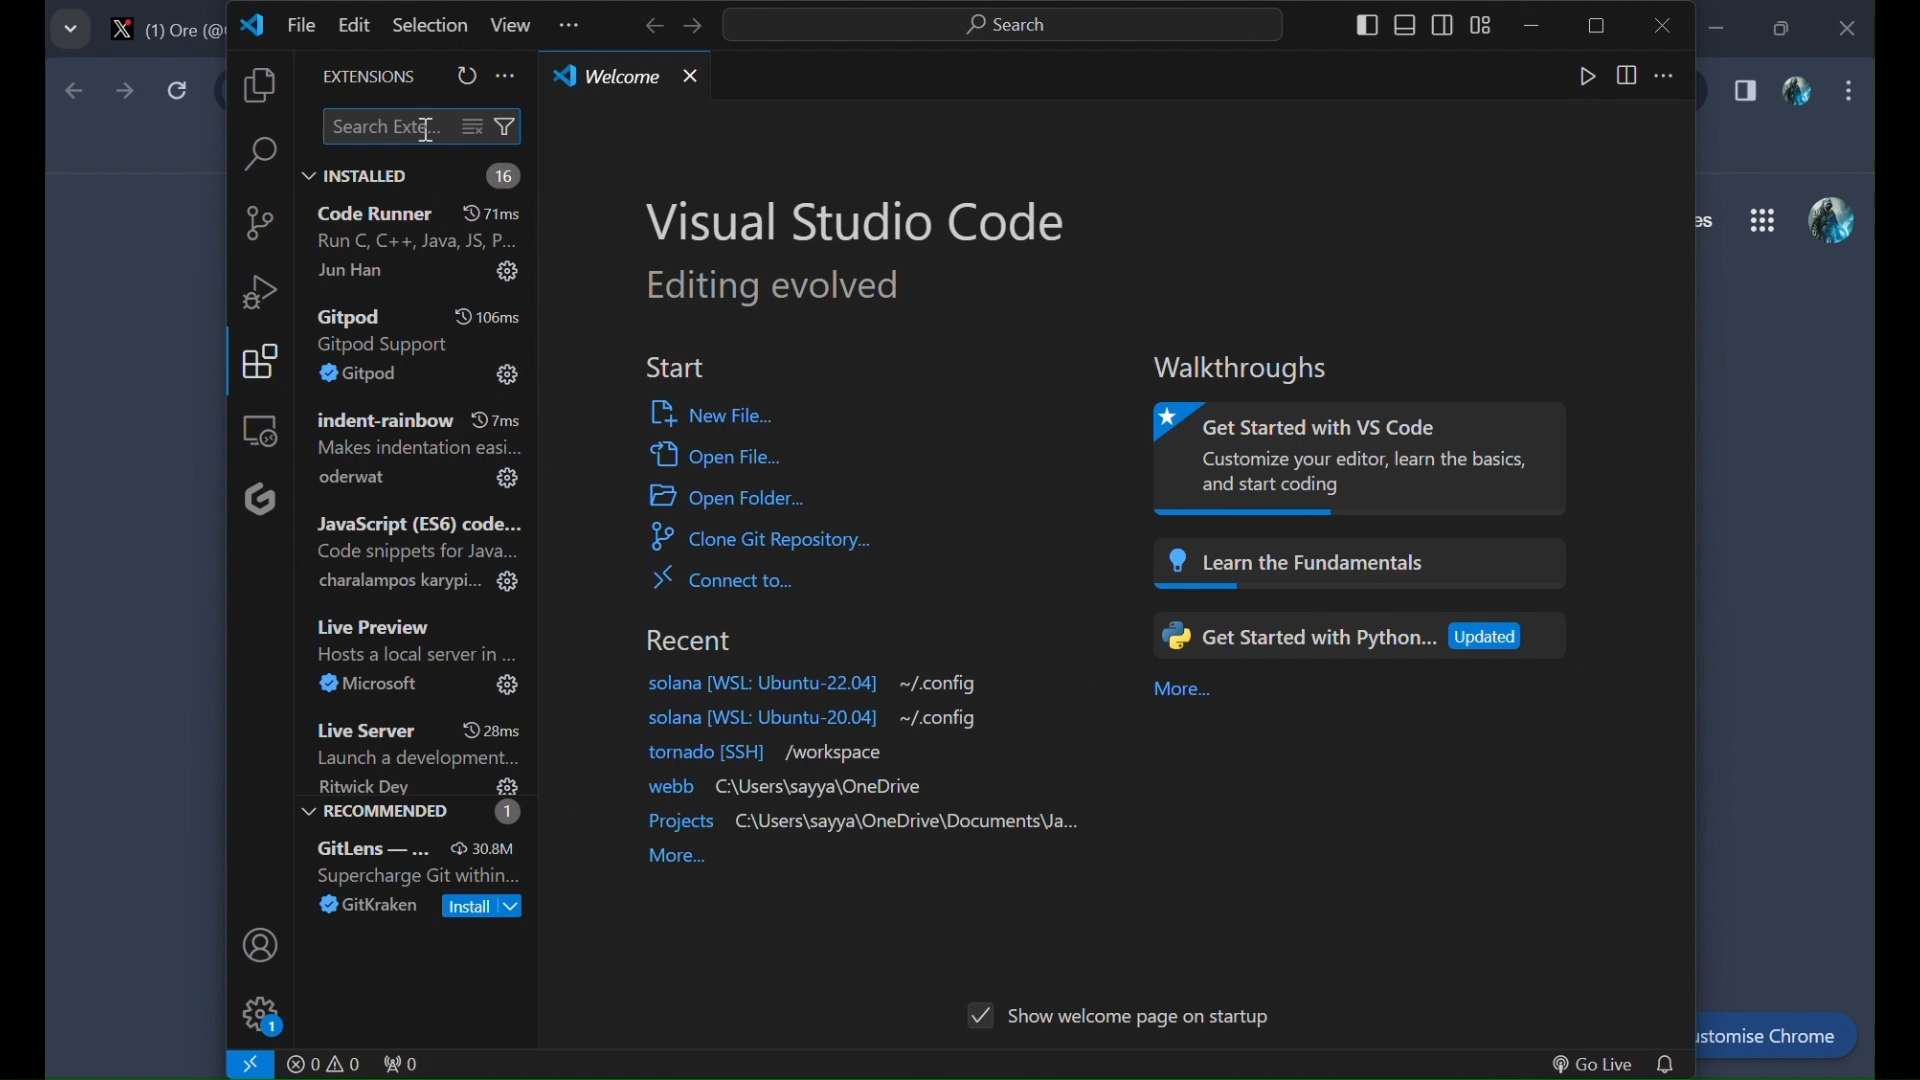 (1) Ore (@
File Edit Selection View ...
Search
EXTENSIONS
Welcome
Search Exte...
INSTALLED 16
Code Runner 71ms
Run C, C++, Java, JS, P...
Jun Han
Gitpod 106ms
Gitpod Support
Gitpod
indent-rainbow 7ms
Makes indentation easi...
oderwat
JavaScript (ES6) code...
Code snippets for Java...
charalampos karypi...
Live Preview
Hosts a local server in ...
Microsoft
Live Server 28ms
Launch a development...
Ritwick Dey
RECOMMENDED 1
GitLens — ... 30.8M
Supercharge Git within...
GitKraken Install
Visual Studio Code
Editing evolved
Start
New File...
Open File...
Open Folder...
Clone Git Repository...
Connect to...
Recent
solana [WSL: Ubuntu-22.04] ~/.config
solana [WSL: Ubuntu-20.04] ~/.config
tornado [SSH] /workspace
webb C:\Users\sayya\OneDrive
Projects C:\Users\sayya\OneDrive\Documents\Ja...
More...
Walkthroughs
Get Started with VS Code
Customize your editor, learn the basics,
and start coding
Learn the Fundamentals
Get Started with Python... Updated
More...
Show welcome page on startup
es
ustomise Chrome
1
0 0 0
Go Live